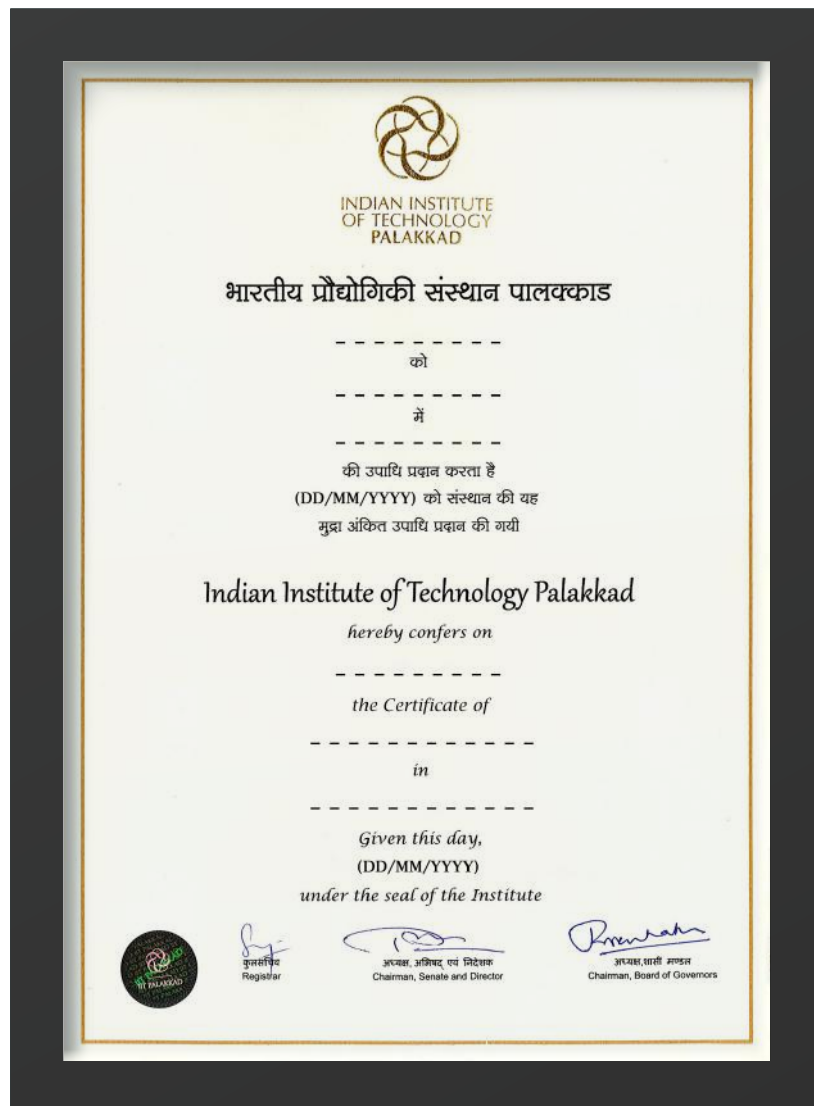 INDIAN INSTITUTE
OF TECHNOLOGY
PALAKKAD
भारतीय प्रौद्योगिकी संस्थान पालक्काड
_ _ _ _ _ _ _ _ _
को
_ _ _ _ _ _ _ _ _
में
_ _ _ _ _ _ _ _ _
की उपाधि प्रदान करता है
(DD/MM/YYYY) को संस्थान की यह
मुद्रा अंकित उपाधि प्रदान की गयी
Indian Institute of Technology Palakkad
hereby confers on
_ _ _ _ _ _ _ _ _
the Certificate of
_ _ _ _ _ _ _ _ _ _ _ _
in
_ _ _ _ _ _ _ _ _ _ _ _
Given this day,
(DD/MM/YYYY)
under the seal of the Institute
IIT PALAKKAD
कुलसचिव
Registrar
अध्यक्ष, अभिषद् एवं निदेशक
Chairman, Senate and Director
अध्यक्ष,शासी मण्डल
Chairman, Board of Governors